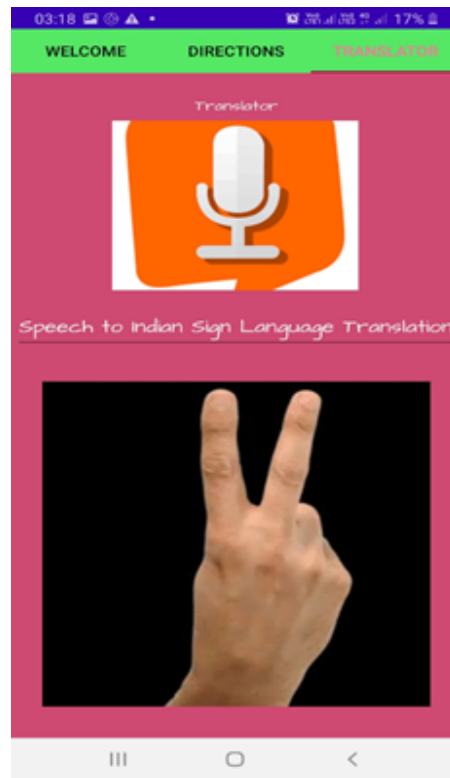 03:18 17%
WELCOME DIRECTIONS TRANSLATOR
Translator
Speech to Indian Sign Language Translation